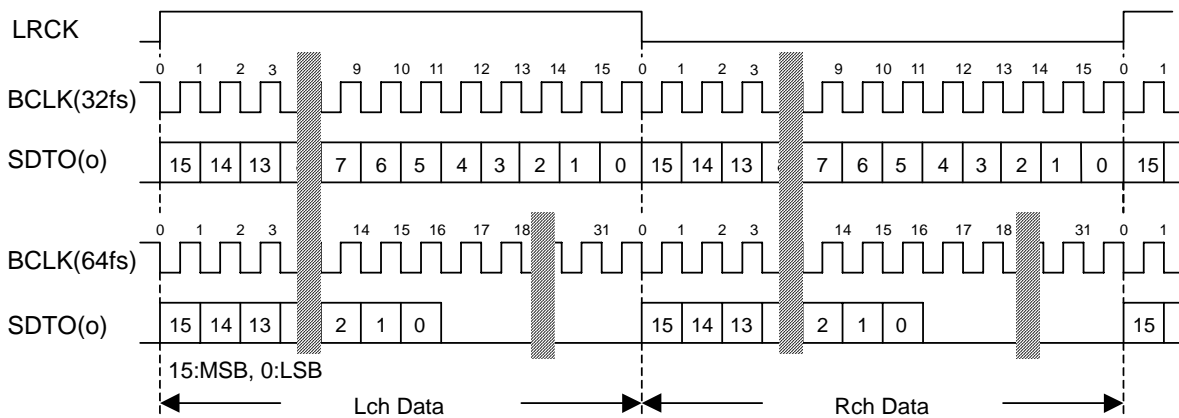 LRCK
0 1 2 3 9 10 11 12 13 14 15 0 1 2 3 9 10 11 12 13 14 15 0 1
BCLK(32fs)
SDTO(o) 15 14 13 7 6 5 4 3 2 1 0 15 14 13 7 6 5 4 3 2 1 0 15
0 1 2 3 14 15 16 17 18 31 0 1 2 3 14 15 16 17 18 31 0 1
BCLK(64fs)
SDTO(o) 15 14 13 2 1 0 15 14 13 2 1 0 15
15:MSB, 0:LSB
Lch Data Rch Data